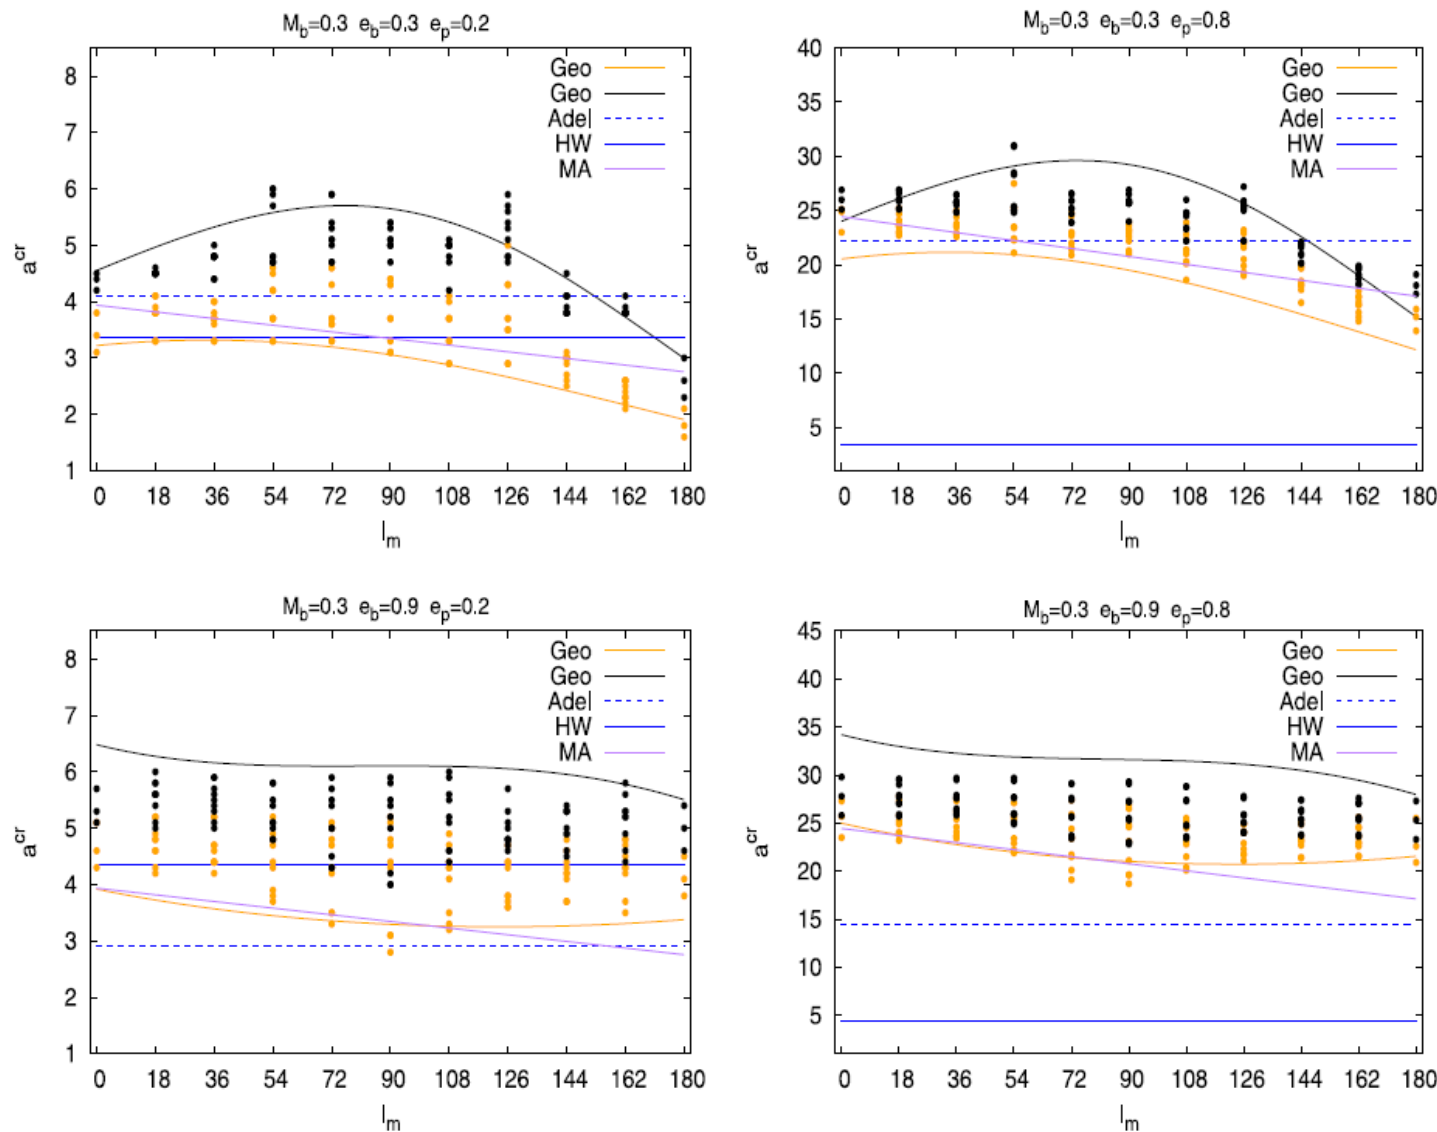 M_b=0.3 e_b=0.3 e_p=0.2
8
7
6
5
4
3
2
1
a^cr
Geo
Geo
Adel
HW
MA
0 18 36 54 72 90 108 126 144 162 180
l_m
M_b=0.3 e_b=0.3 e_p=0.8
40
35
30
25
20
15
10
5
a^cr
Geo
Geo
Adel
HW
MA
0 18 36 54 72 90 108 126 144 162 180
l_m
M_b=0.3 e_b=0.9 e_p=0.2
8
7
6
5
4
3
2
1
a^cr
Geo
Geo
Adel
HW
MA
0 18 36 54 72 90 108 126 144 162 180
l_m
M_b=0.3 e_b=0.9 e_p=0.8
45
40
35
30
25
20
15
10
5
a^cr
Geo
Geo
Adel
HW
MA
0 18 36 54 72 90 108 126 144 162 180
l_m